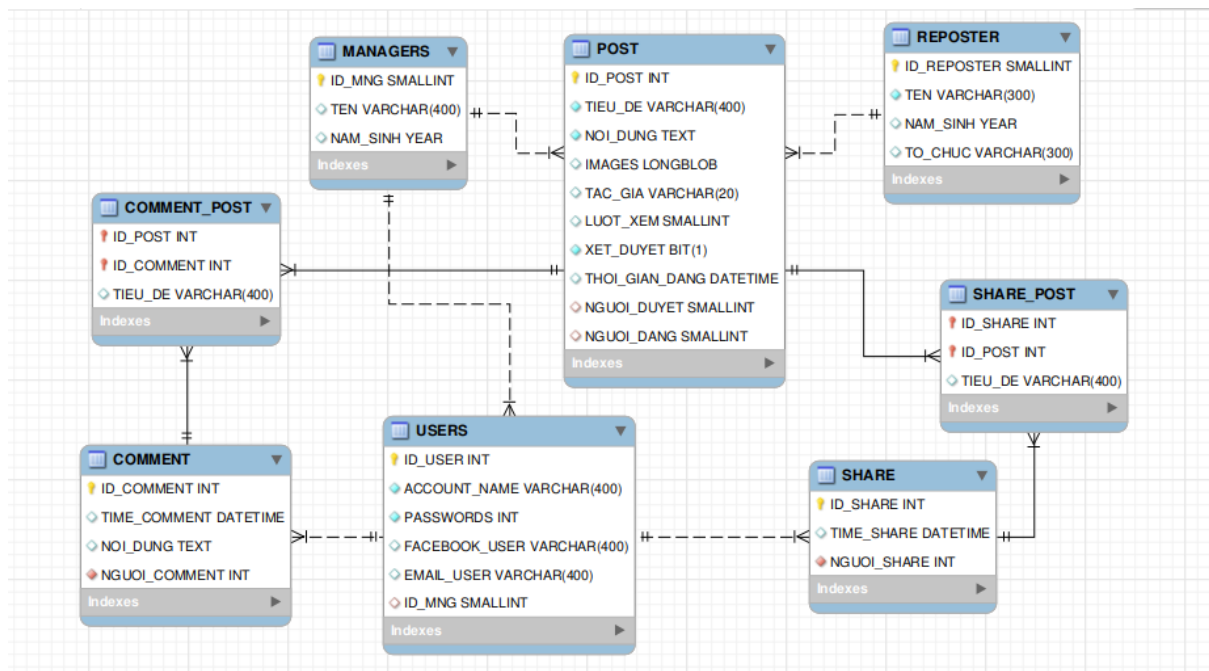 MANAGERS
ID_MNG SMALLINT
TEN VARCHAR(400)
NAM_SINH YEAR
Indexes
POST
ID_POST INT
TIEU_DE VARCHAR(400)
NOI_DUNG TEXT
IMAGES LONGBLOB
TAC_GIA VARCHAR(20)
LUOT_XEM SMALLINT
XET_DUYET BIT(1)
THOI_GIAN_DANG DATETIME
NGUOI_DUYET SMALLINT
NGUOI_DANG SMALLINT
Indexes
REPOSTER
ID_REPOSTER SMALLINT
TEN VARCHAR(300)
NAM_SINH YEAR
TO_CHUC VARCHAR(300)
Indexes
COMMENT_POST
ID_POST INT
ID_COMMENT INT
TIEU_DE VARCHAR(400)
Indexes
SHARE_POST
ID_SHARE INT
ID_POST INT
TIEU_DE VARCHAR(400)
Indexes
COMMENT
ID_COMMENT INT
TIME_COMMENT DATETIME
NOI_DUNG TEXT
NGUOI_COMMENT INT
Indexes
USERS
ID_USER INT
ACCOUNT_NAME VARCHAR(400)
PASSWORDS INT
FACEBOOK_USER VARCHAR(400)
EMAIL_USER VARCHAR(400)
ID_MNG SMALLINT
Indexes
SHARE
ID_SHARE INT
TIME_SHARE DATETIME
NGUOI_SHARE INT
Indexes